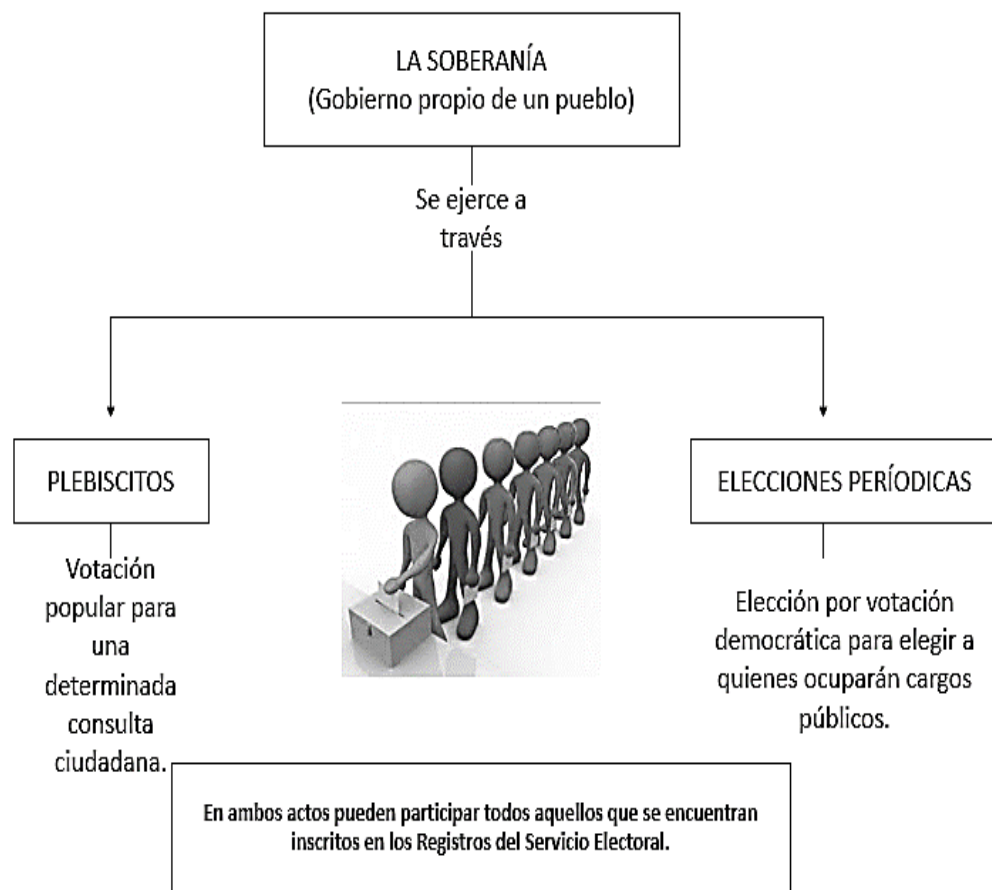 LA SOBERANÍA
(Gobierno propio de un pueblo)
Se ejerce a
través
PLEBISCITOS
Votación
popular para
una
determinada
consulta
ciudadana.
ELECCIONES PERÍODICAS
Elección por votación
democrática para elegir a
quienes ocuparán cargos
públicos.
En ambos actos pueden participar todos aquellos que se encuentran
inscritos en los Registros del Servicio Electoral.